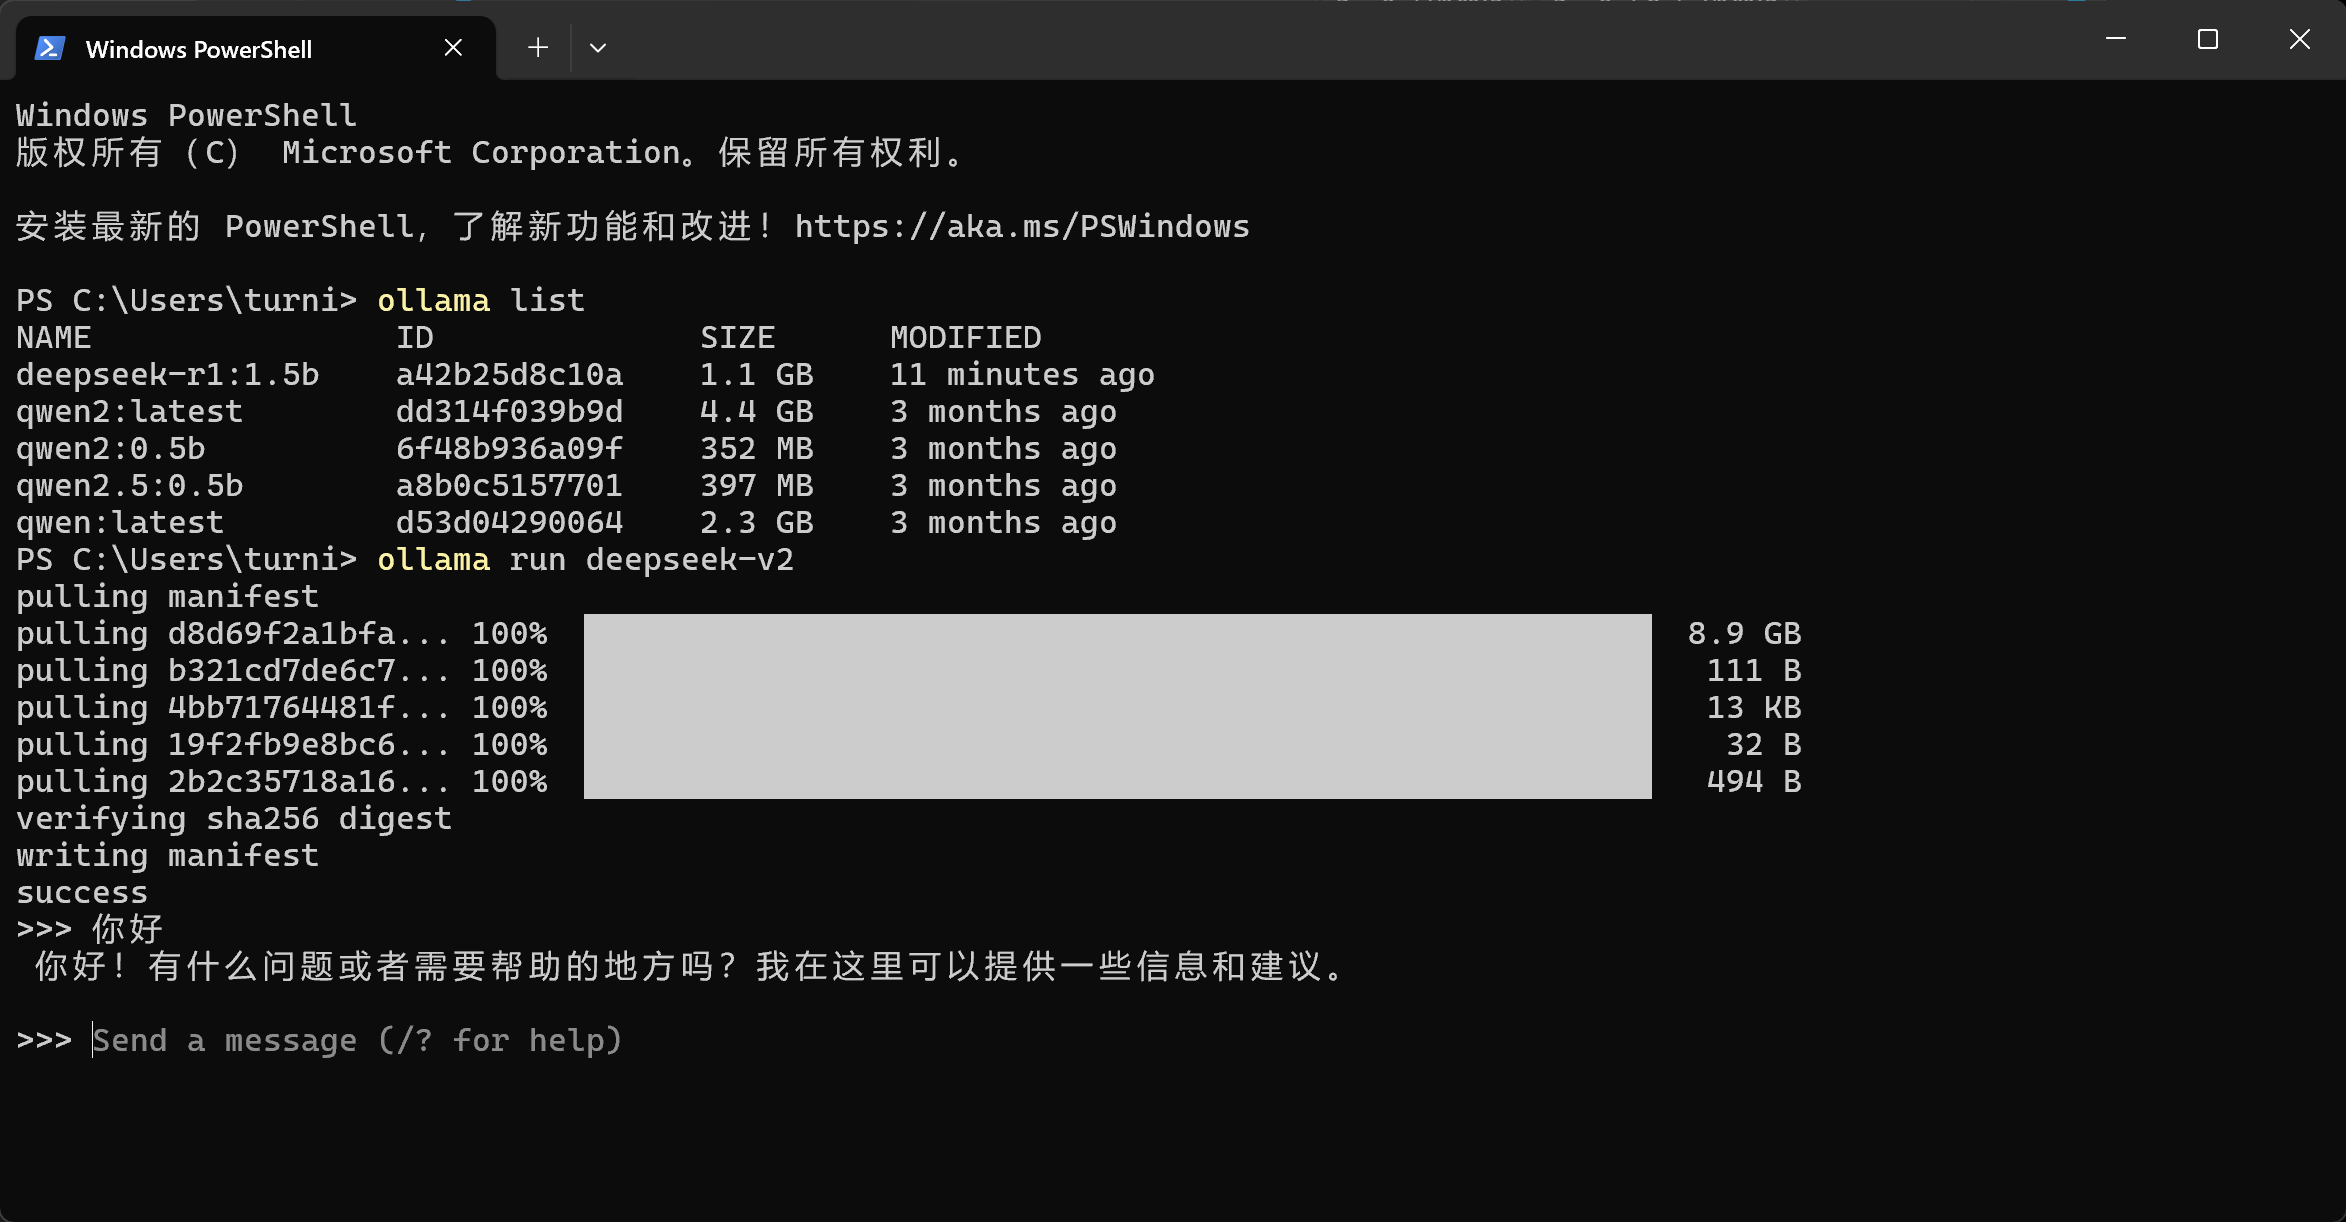 Windows PowerShell
Windows PowerShell
版权所有（C） Microsoft Corporation。保留所有权利。
安装最新的 PowerShell，了解新功能和改进！https://aka.ms/PSWindows
PS C:\Users\turni> ollama list
NAME ID SIZE MODIFIED
deepseek-r1:1.5b a42b25d8c10a 1.1 GB 11 minutes ago
qwen2:latest dd314f039b9d 4.4 GB 3 months ago
qwen2:0.5b 6f48b936a09f 352 MB 3 months ago
qwen2.5:0.5b a8b0c5157701 397 MB 3 months ago
qwen:latest d53d04290064 2.3 GB 3 months ago
PS C:\Users\turni> ollama run deepseek-v2
pulling manifest
pulling d8d69f2a1bfa... 100% 8.9 GB
pulling b321cd7de6c7... 100% 111 B
pulling 4bb71764481f... 100% 13 KB
pulling 19f2fb9e8bc6... 100% 32 B
pulling 2b2c35718a16... 100% 494 B
verifying sha256 digest
writing manifest
success
>>> 你好
你好！有什么问题或者需要帮助的地方吗？我在这里可以提供一些信息和建议。
>>> Send a message (/? for help)